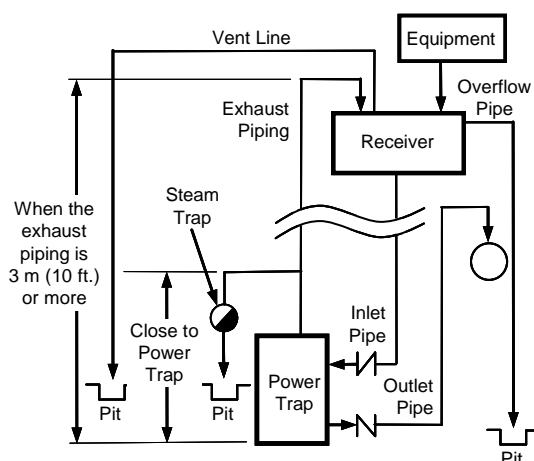 Vent Line
Equipment
Overflow
Pipe
Exhaust
Piping
Receiver
Steam
Trap
When the
exhaust
piping is
3 m (10 ft.)
or more
Close to
Power
Trap
Inlet
Pipe
Power
Trap
Outlet
Pipe
Pit
Pit
Pit